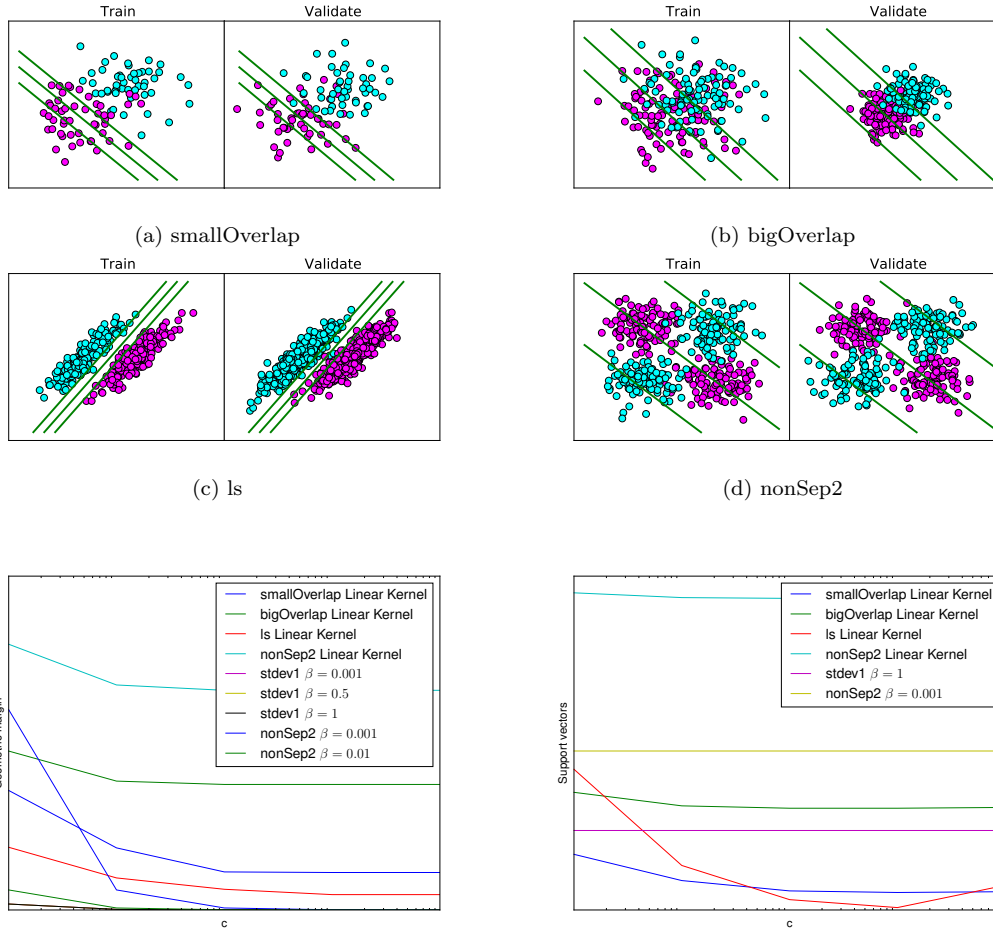 Train
Validate
Train
Validate
(a) smallOverlap
(b) bigOverlap
Train
Validate
Train
Validate
(c) ls
(d) nonSep2
smallOverlap Linear Kernel
bigOverlap Linear Kernel
ls Linear Kernel
nonSep2 Linear Kernel
stdev1 β = 0.001
stdev1 β = 0.5
stdev1 β = 1
nonSep2 β = 0.001
nonSep2 β = 0.01
c
Support vectors
smallOverlap Linear Kernel
bigOverlap Linear Kernel
ls Linear Kernel
nonSep2 Linear Kernel
stdev1 β = 1
nonSep2 β = 0.001
c